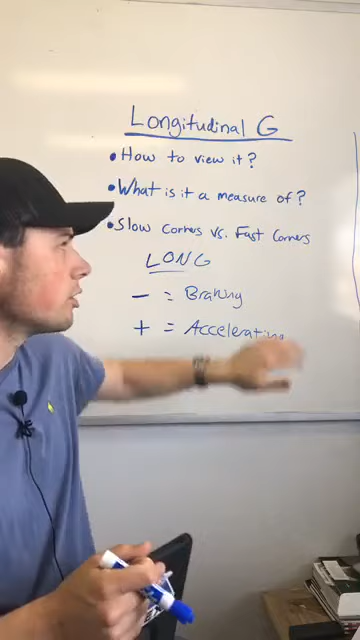 Longitudinal G
• How to view it?
• What is it a measure of?
• Slow Corners vs. Fast Corners
LONG
- = Braking
+ = Accelerating